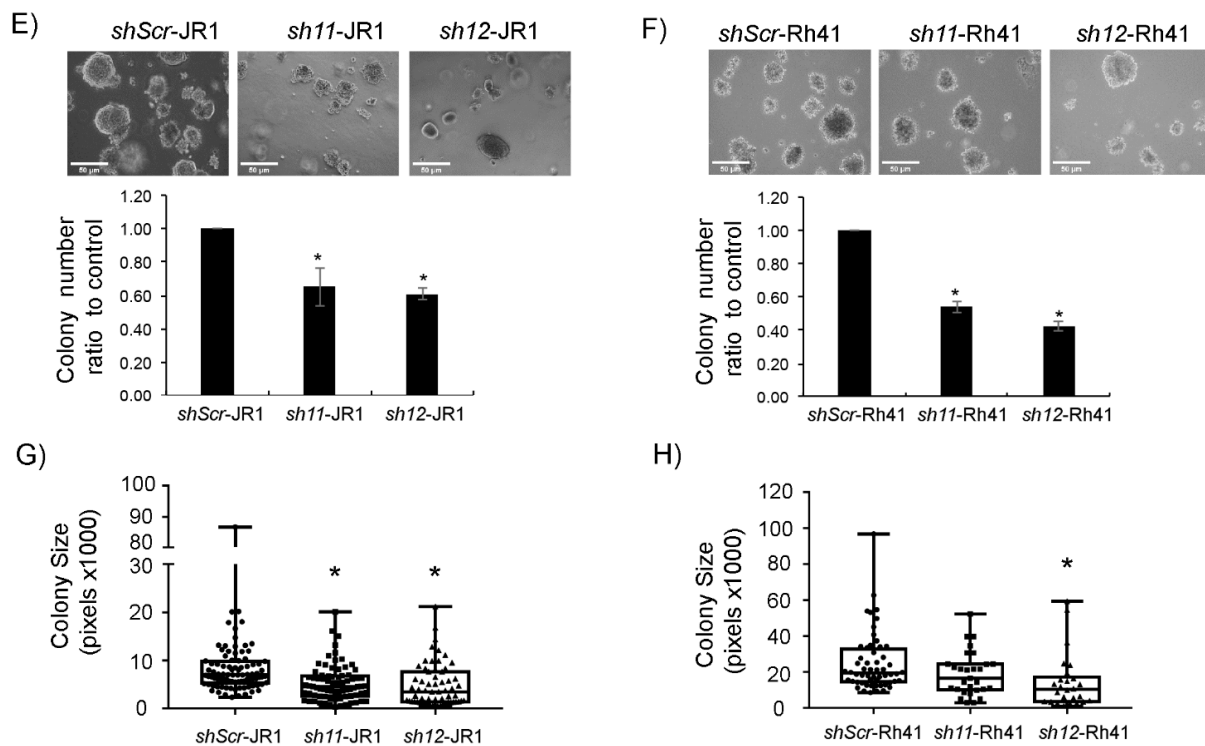 E)
shScr-JR1 sh11-JR1 sh12-JR1
50 µm 50 µm 50 µm
Colony number
ratio to control
1.20
1.00
0.80
0.60
0.40
0.20
0.00
* *
shScr-JR1 sh11-JR1 sh12-JR1
F)
shScr-Rh41 sh11-Rh41 sh12-Rh41
50 µm 50 µm 50 µm
Colony number
ratio to control
1.20
1.00
0.80
0.60
0.40
0.20
0.00
* *
shScr-Rh41 sh11-Rh41 sh12-Rh41
G)
Colony Size
(pixels x1000)
100
90
80
30
20
10
0
* *
shScr-JR1 sh11-JR1 sh12-JR1
H)
Colony Size
(pixels x1000)
120
100
80
60
40
20
0
*
shScr-Rh41 sh11-Rh41 sh12-Rh41